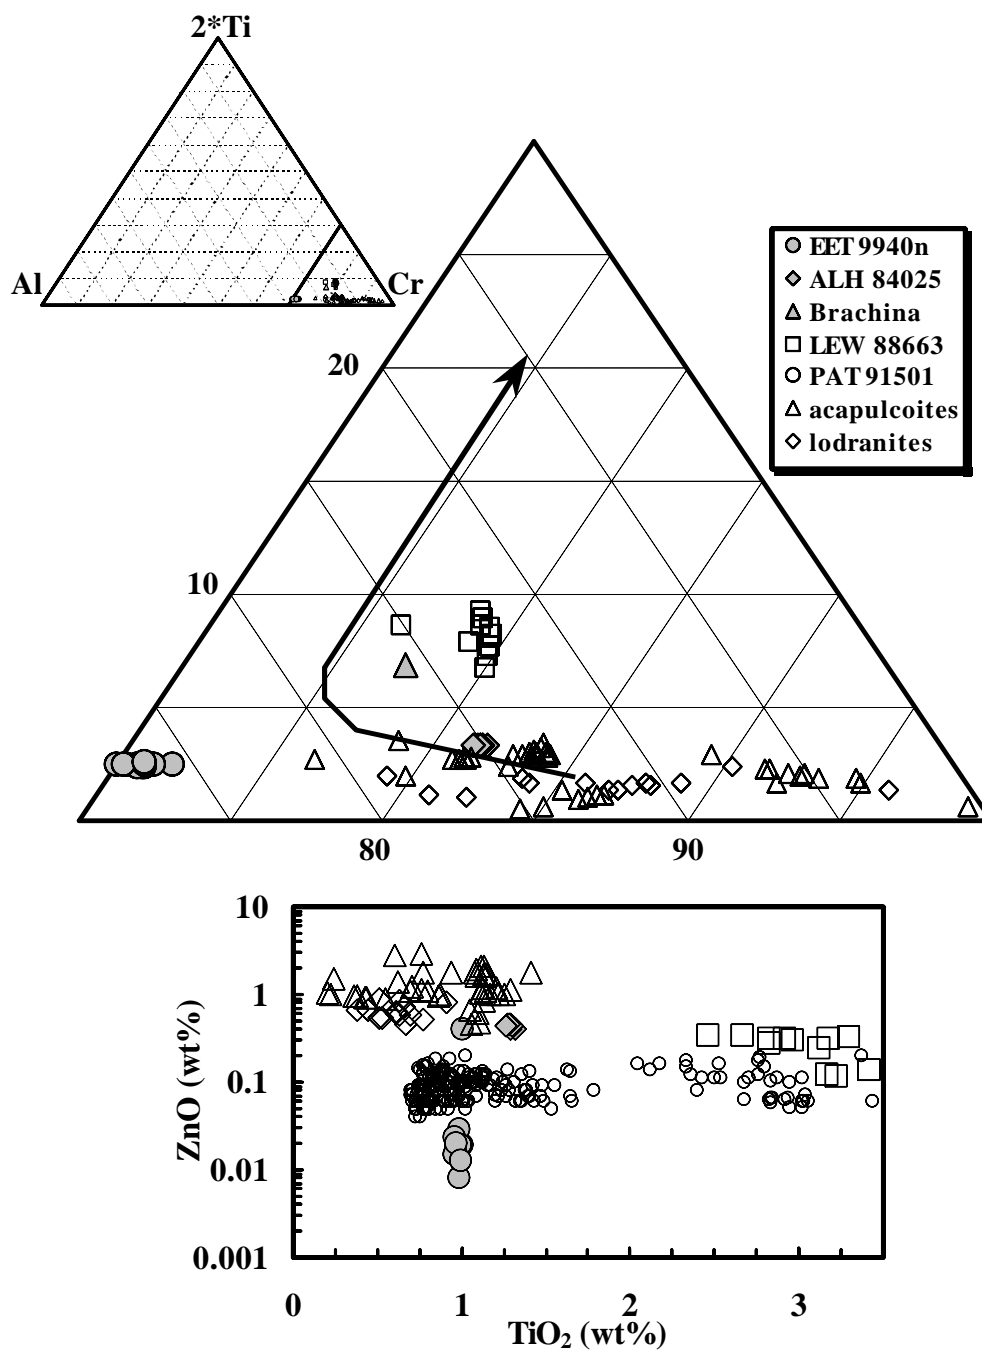 2*Ti
Al
Cr
EET 9940n
ALH 84025
Brachina
LEW 88663
PAT 91501
acapulcoites
lodranites
20
10
80
90
10
1
0.1
0.01
0.001
ZnO (wt%)
0
1
2
3
TiO₂ (wt%)